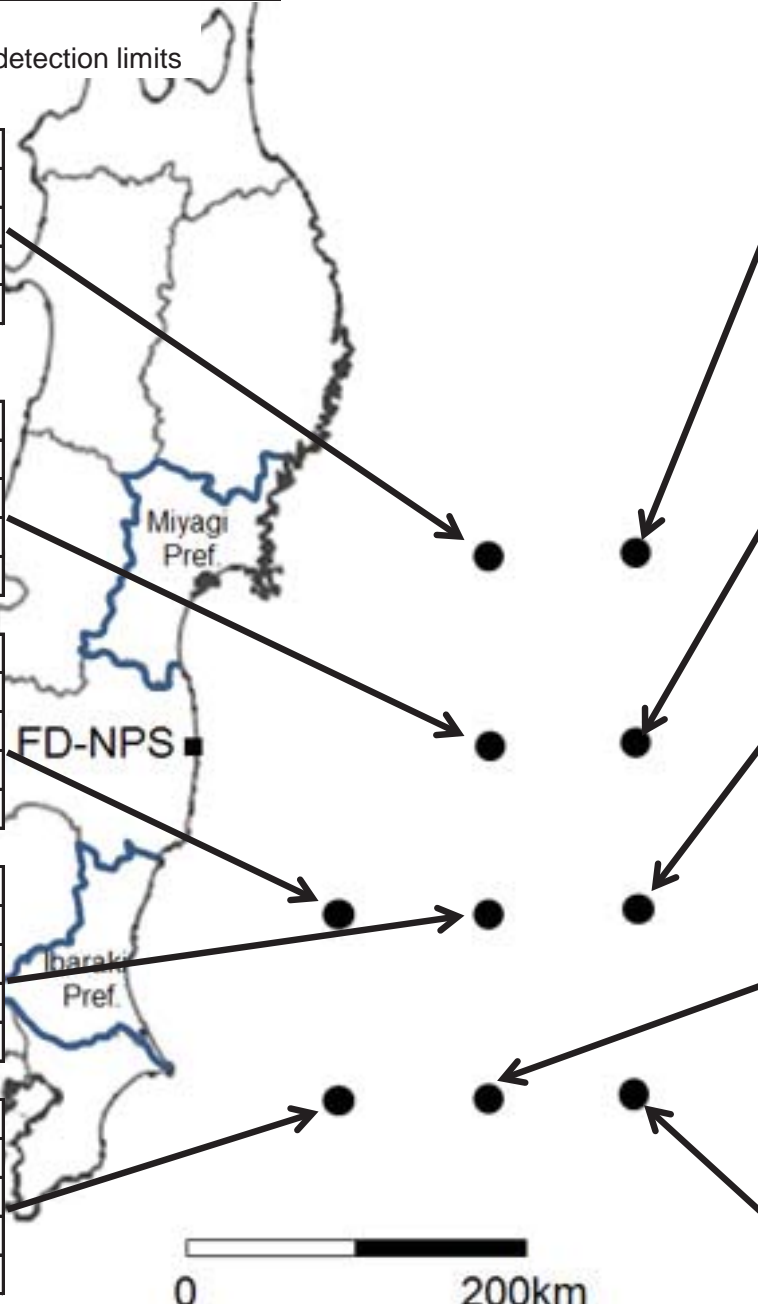 detection limits
Miyagi
Pref.
FD-NPS
Ibaraki
Pref.
0 200km